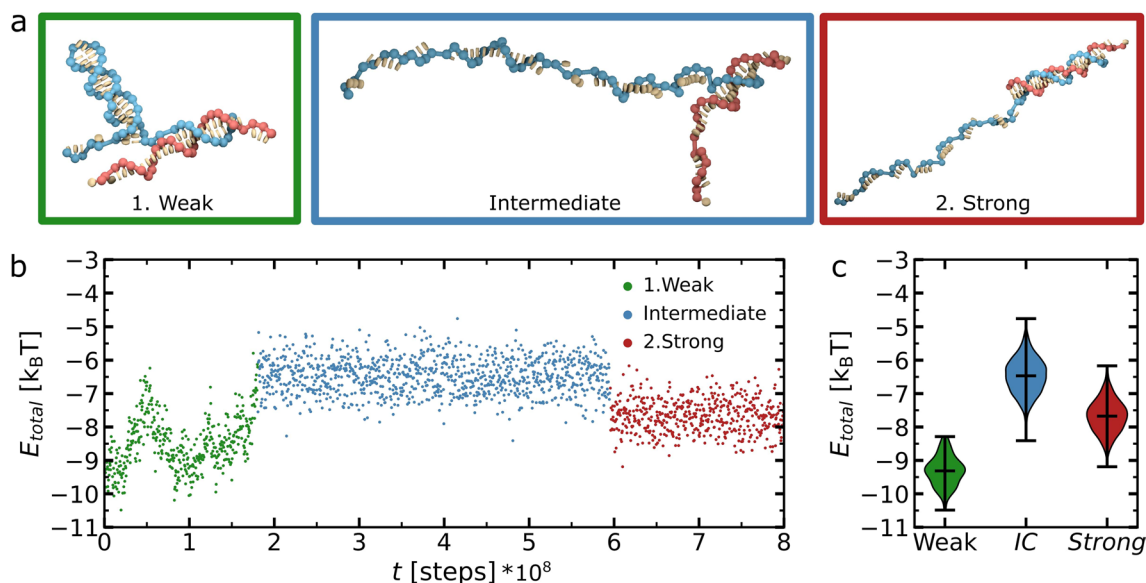 a
1. Weak
Intermediate
2. Strong
b
E_total [k_BT]
−3
−4
−5
−6
−7
−8
−9
−10
−11
1.Weak
Intermediate
2.Strong
0 1 2 3 4 5 6 7 8
t [steps] *10⁸
c
E_total [k_BT]
−3
−4
−5
−6
−7
−8
−9
−10
−11
Weak IC Strong